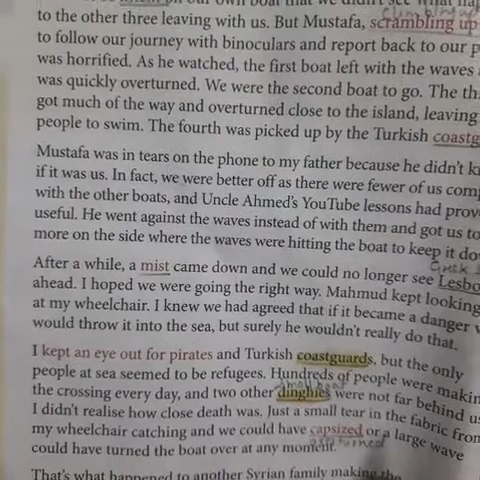 on our own boat that we didn't see what
to the other three leaving with us. But Mustafa, scrambling up
to follow our journey with binoculars and report back to our
was horrified. As he watched, the first boat left with the waves
was quickly overturned. We were the second boat to go. The
got much of the way and overturned close to the island, leaving
people to swim. The fourth was picked up by the Turkish
Mustafa was in tears on the phone to my father because he didn't
if it was us. In fact, we were better off as there were fewer of us
with the other boats, and Uncle Ahmed's YouTube lessons had
useful. He went against the waves instead of with them and got us to
more on the side where the waves were hitting the boat to keep it
After a while, a mist came down and we could no longer see
Greek
ahead. I hoped we were going the right way. Mahmud kept looking
at my wheelchair. I knew we had agreed that if it became a danger
would throw it into the sea, but surely he wouldn't really do that.
I kept an eye out for pirates and Turkish coastguards, but the only
people at sea seemed to be refugees. Hundreds of people were
small boat
the crossing every day, and two other dinghies were not far behind
I didn't realise how close death was. Just a small tear in the fabric
my wheelchair catching and we could have capsized or a large wave
overturned
could have turned the boat over at any moment.
That's what happened to another Syrian family making the